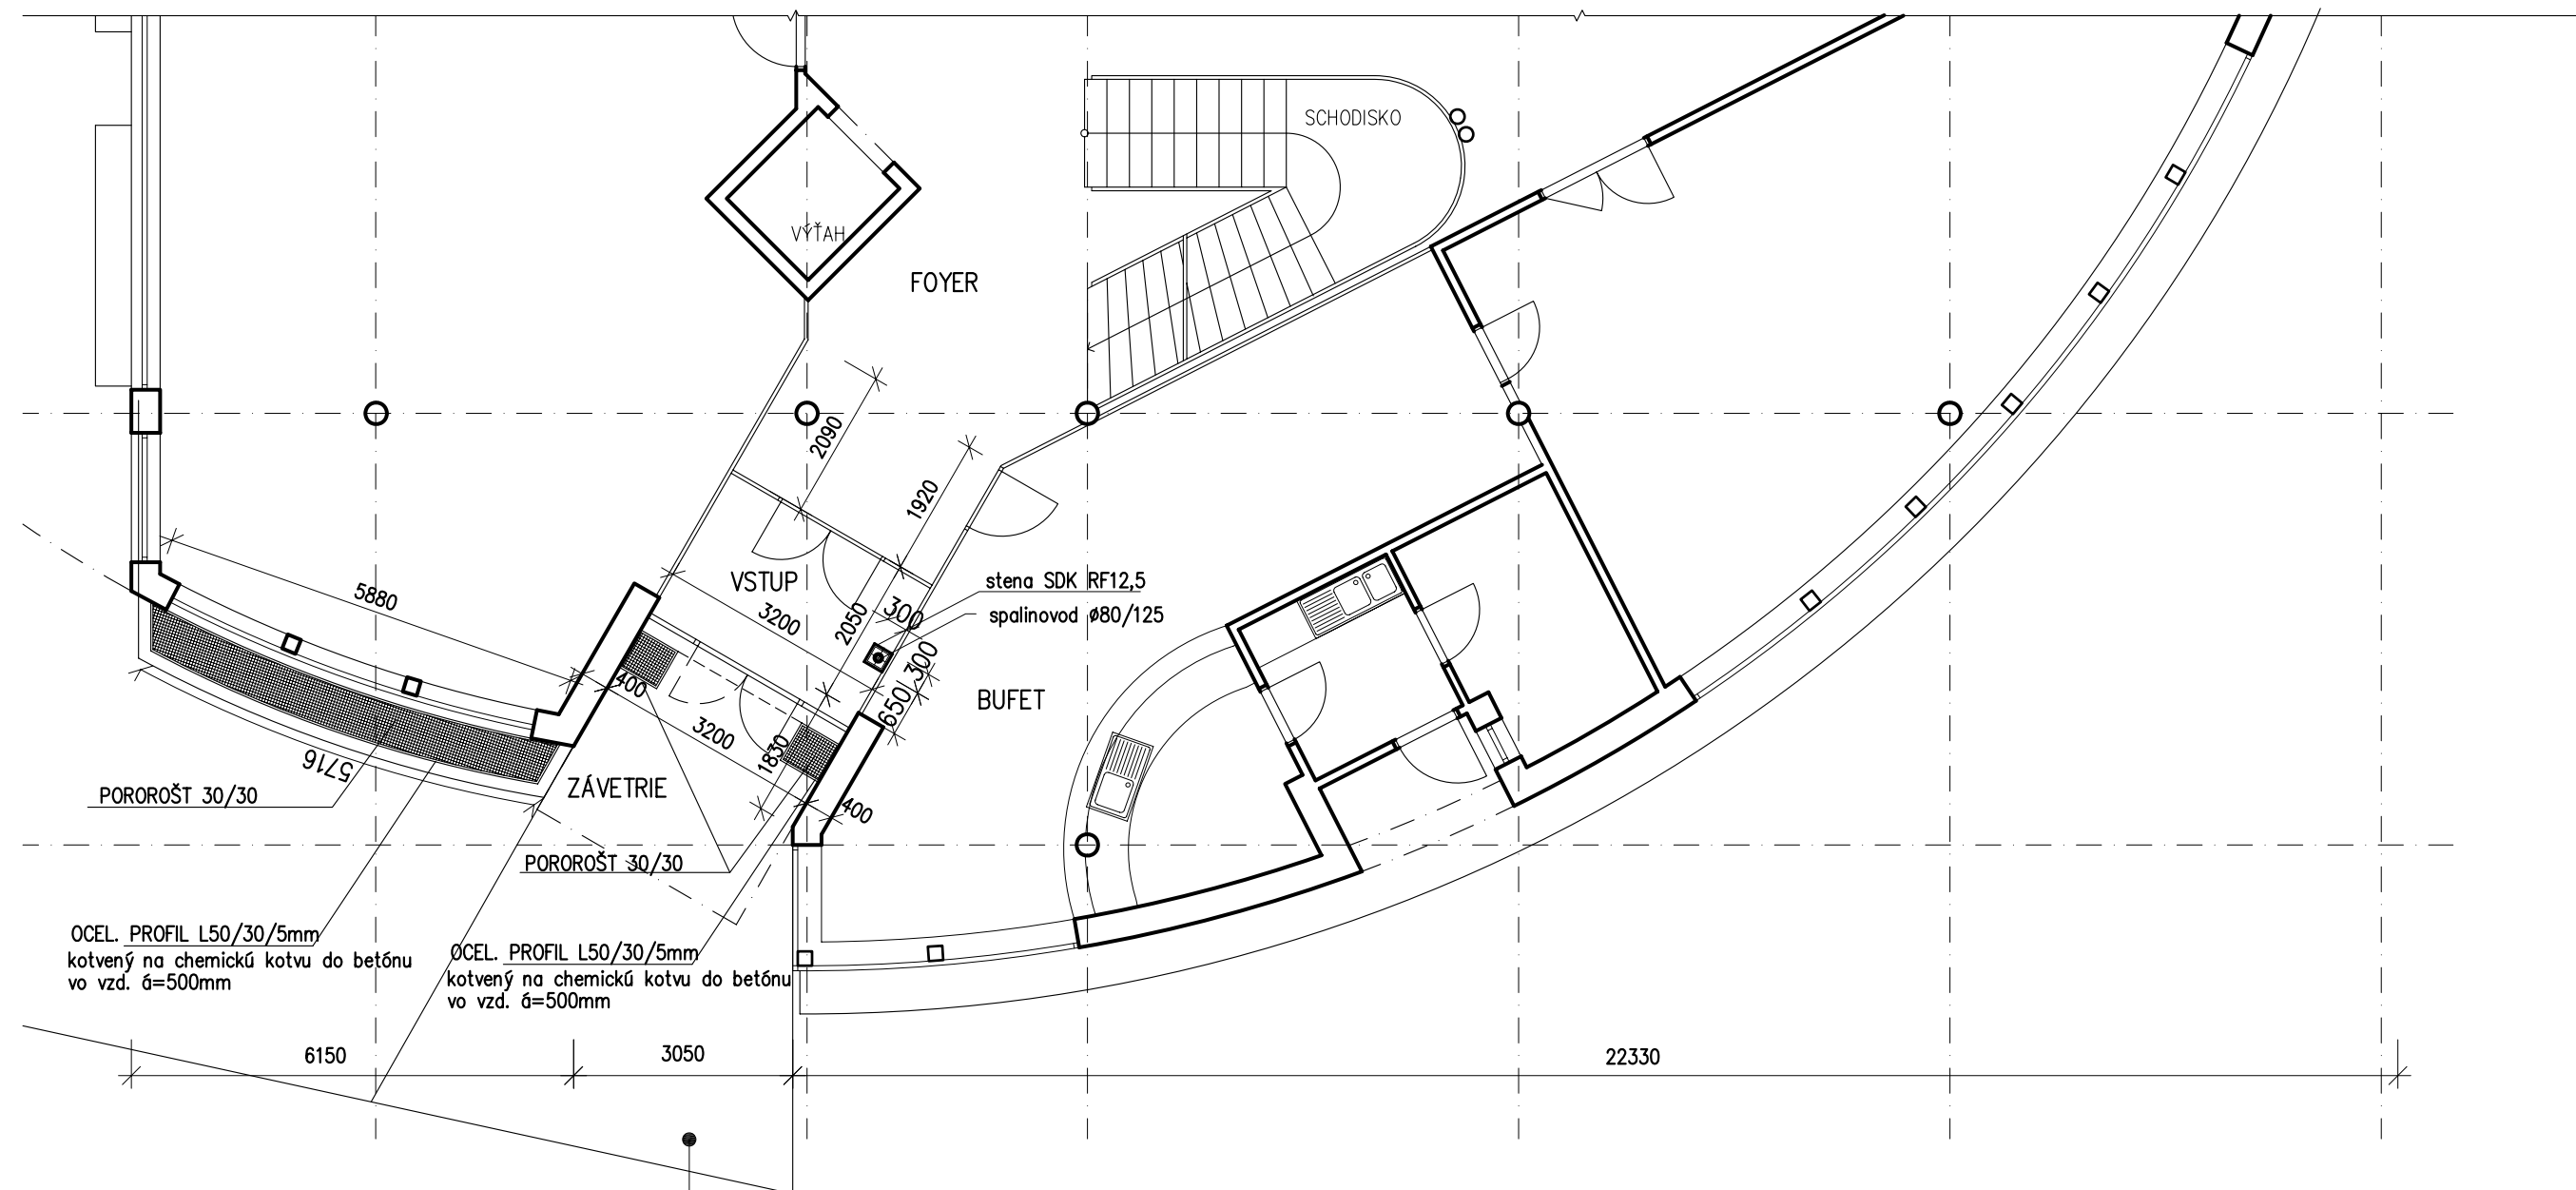 SCHODISKO
VÝŤAH
FOYER
2090
1920
5880
VSTUP
stena SDK RF12,5
3200
2050
300
spalinovod ø80/125
300
650
400
BUFET
3200
1830
5716
ZÁVETRIE
POROROŠT 30/30
400
POROROŠT 30/30
OCEL. PROFIL L50/30/5mm
kotvený na chemickú kotvu do betónu
vo vzd. á=500mm
OCEL. PROFIL L50/30/5mm
kotvený na chemickú kotvu do betónu
vo vzd. á=500mm
6150
3050
22330